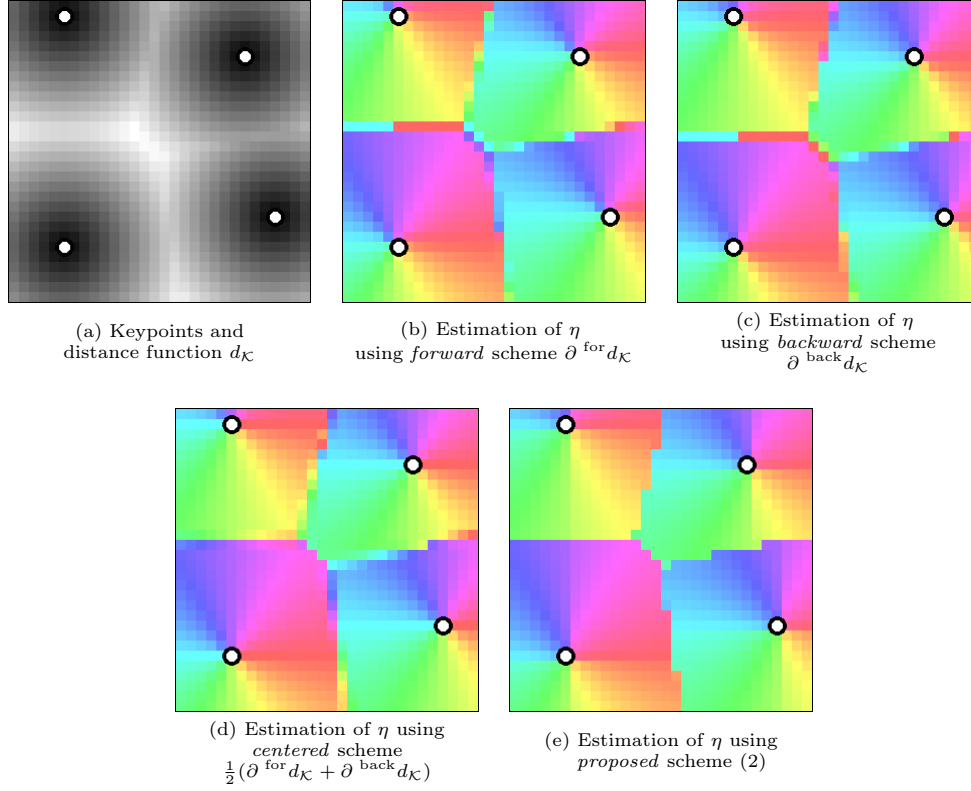 (a) Keypoints and
distance function d_𝒦
(b) Estimation of η
using forward scheme ∂ ^for d_𝒦
(c) Estimation of η
using backward scheme
∂ ^back d_𝒦
(d) Estimation of η using
centered scheme
½(∂ ^for d_𝒦 + ∂ ^back d_𝒦)
(e) Estimation of η using
proposed scheme (2)